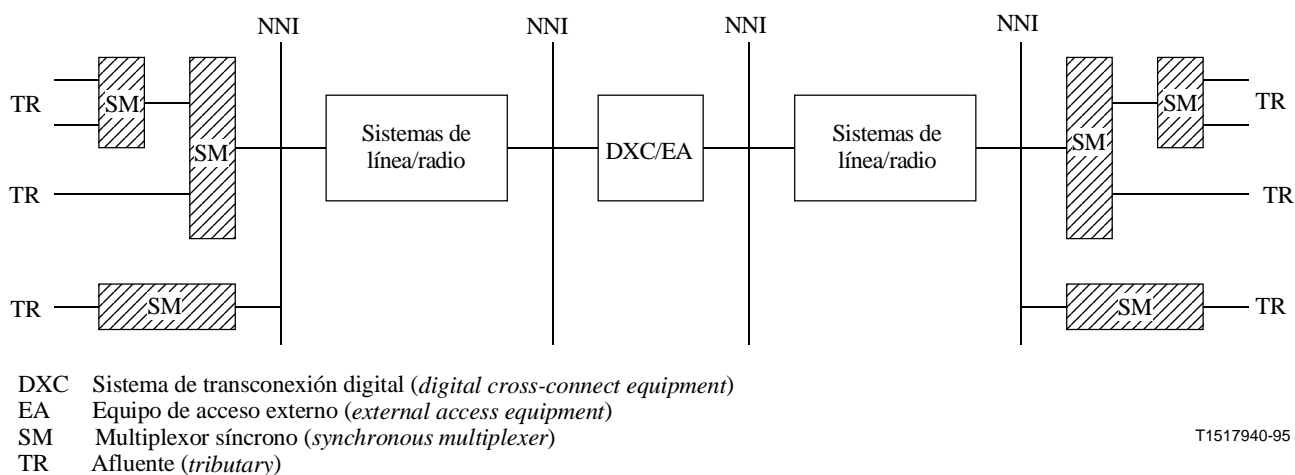 NNI NNI NNI NNI
TR SM SM Sistemas de línea/radio DXC/EA Sistemas de línea/radio SM SM TR
TR TR
TR SM SM TR
DXC Sistema de transconexión digital (digital cross-connect equipment)
EA Equipo de acceso externo (external access equipment)
SM Multiplexor síncrono (synchronous multiplexer)
TR Afluente (tributary)
T1517940-95